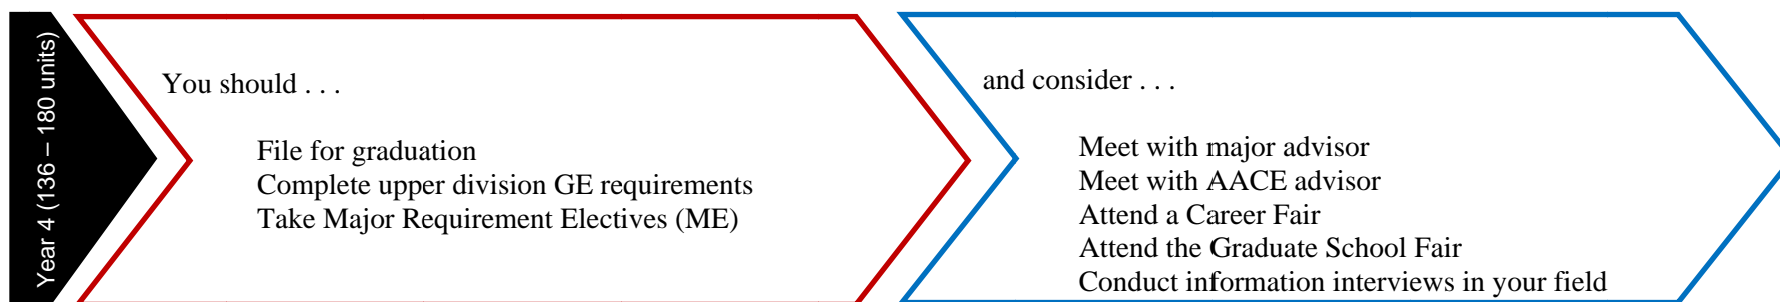 Year 4 (136 – 180 units)
You should . . .
File for graduation
Complete upper division GE requirements
Take Major Requirement Electives (ME)
and consider . . .
Meet with major advisor
Meet with AACE advisor
Attend a Career Fair
Attend the Graduate School Fair
Conduct information interviews in your field